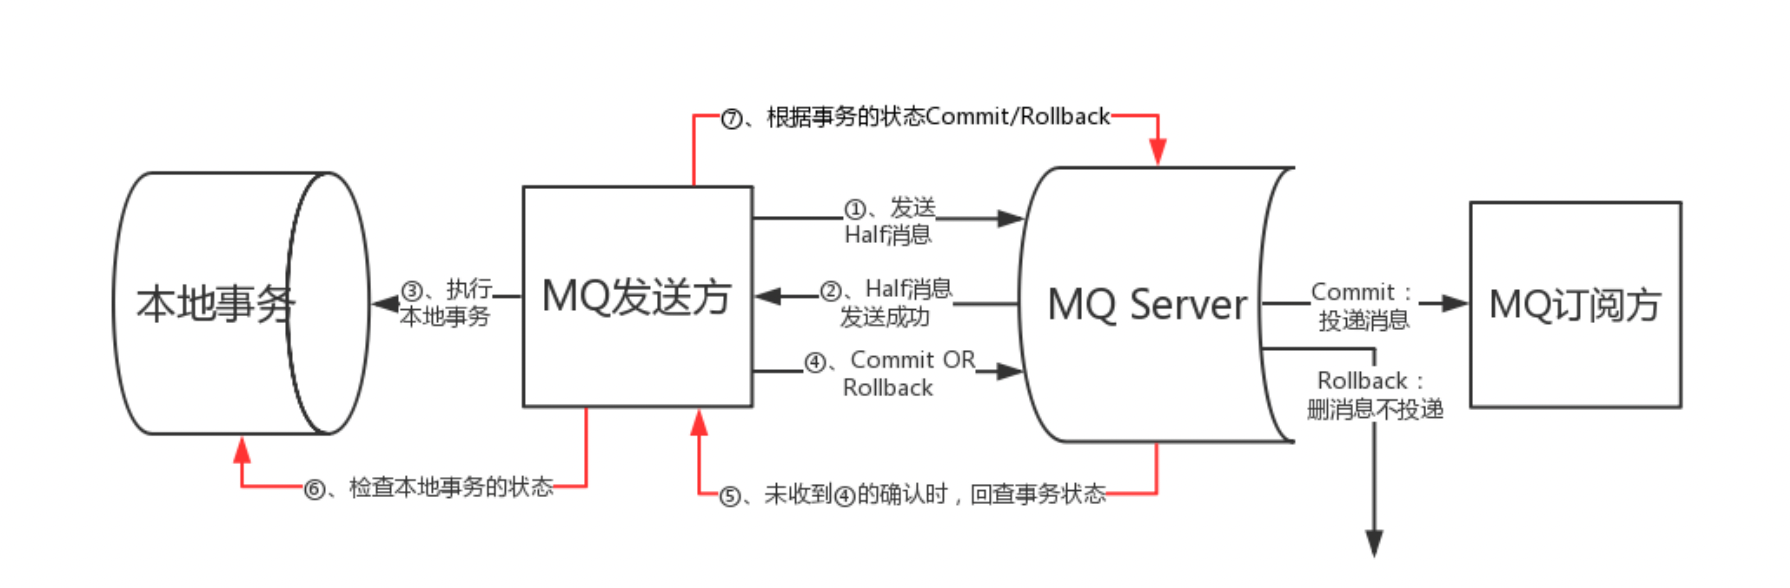 ⑦、根据事务的状态Commit/Rollback
①、发送
Half消息
本地事务
③、执行
本地事务
MQ发送方
②、Half消息
发送成功
MQ Server
Commit：
投递消息
MQ订阅方
④、Commit OR
Rollback
Rollback：
删消息不投递
⑥、检查本地事务的状态
⑤、未收到④的确认时，回查事务状态